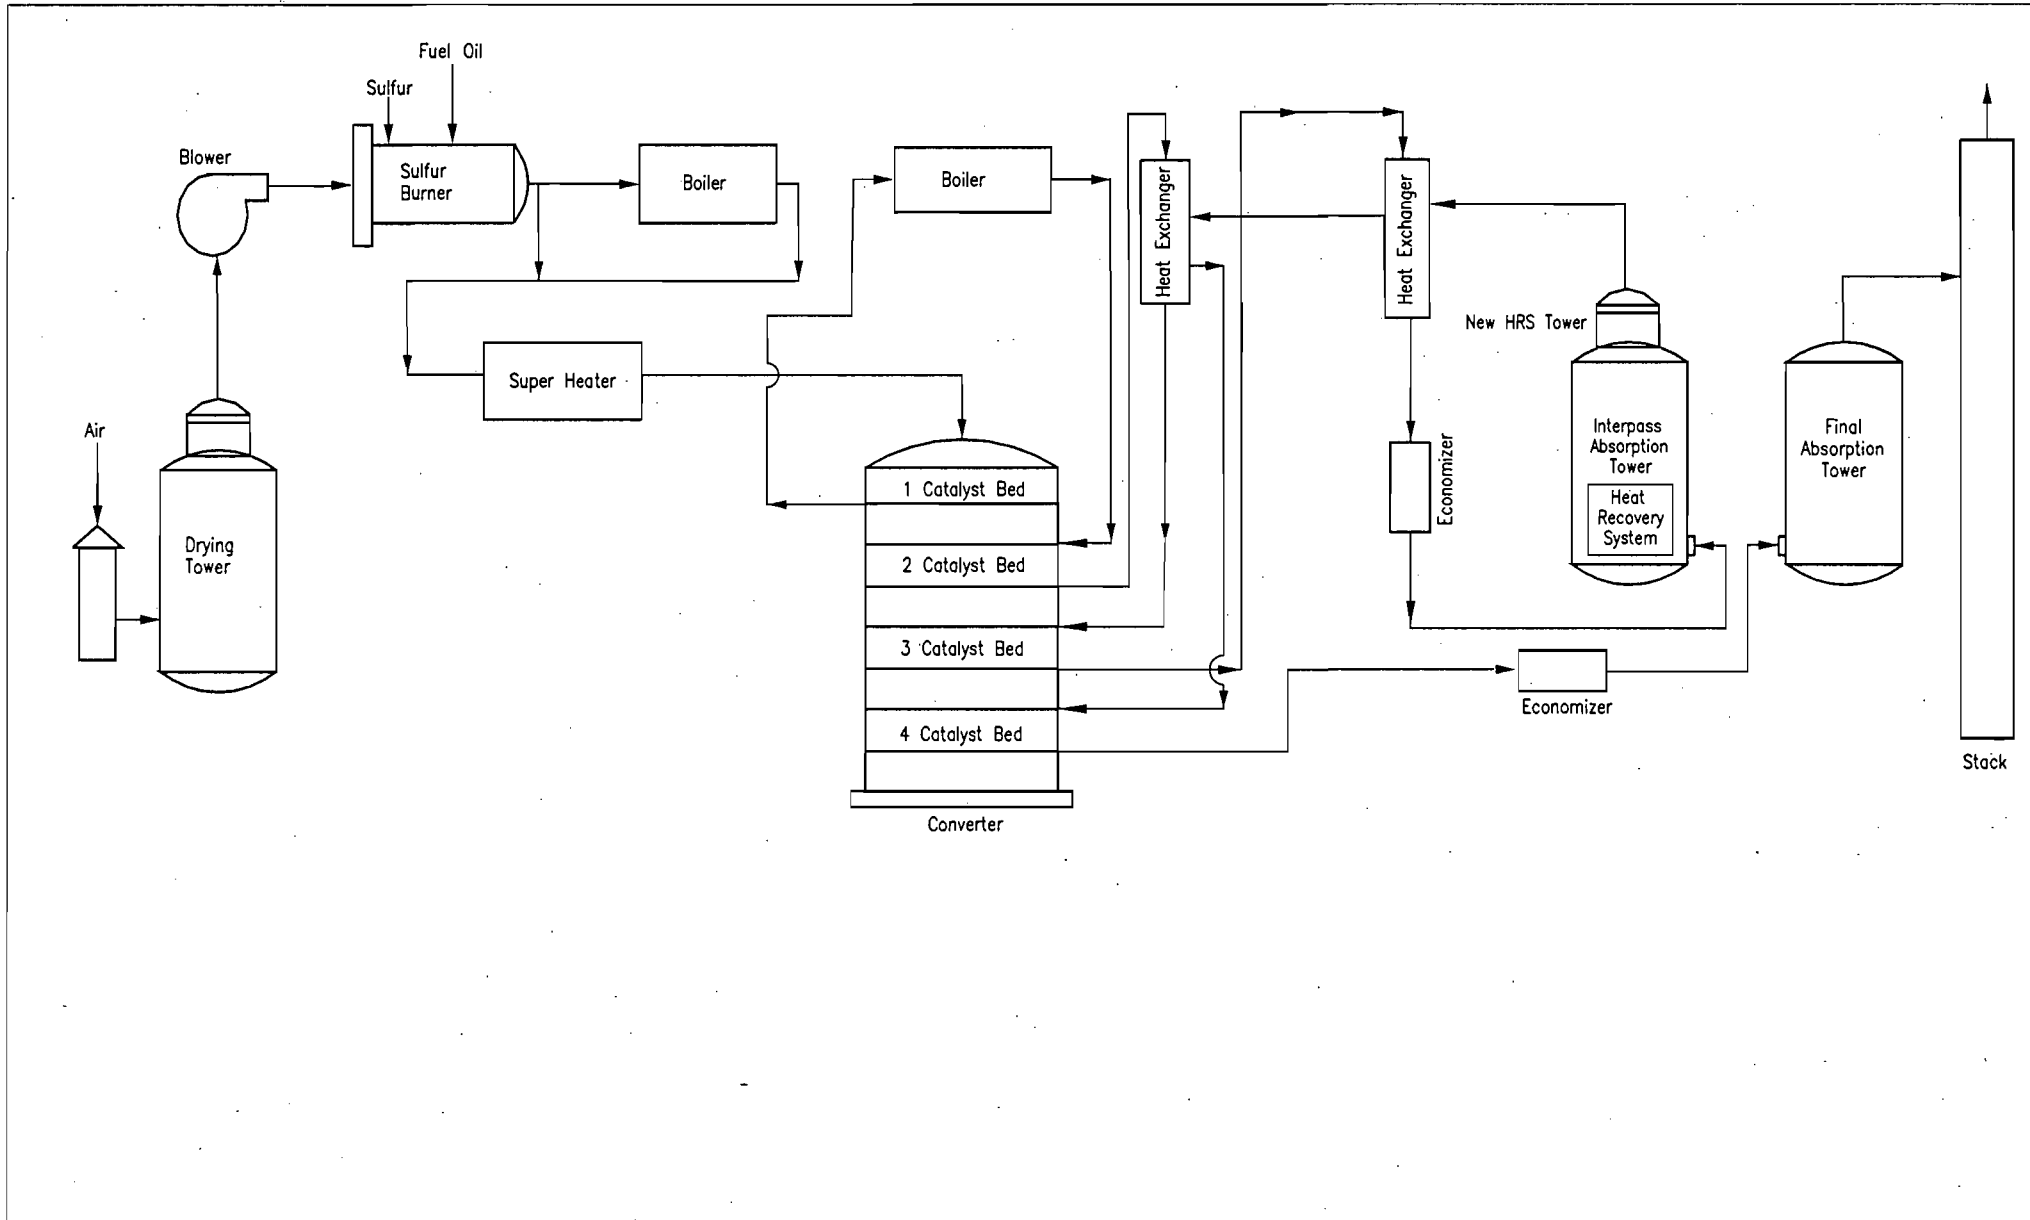 Fuel Oil
Sulfur
Blower
Sulfur
Burner
Boiler
Boiler
Heat Exchanger
Heat Exchanger
New HRS Tower
Super Heater
Air
Drying
Tower
1 Catalyst Bed
2 Catalyst Bed
3 Catalyst Bed
4 Catalyst Bed
Converter
Economizer
Interpass
Absorption
Tower
Heat
Recovery
System
Final
Absorption
Tower
Economizer
Stack